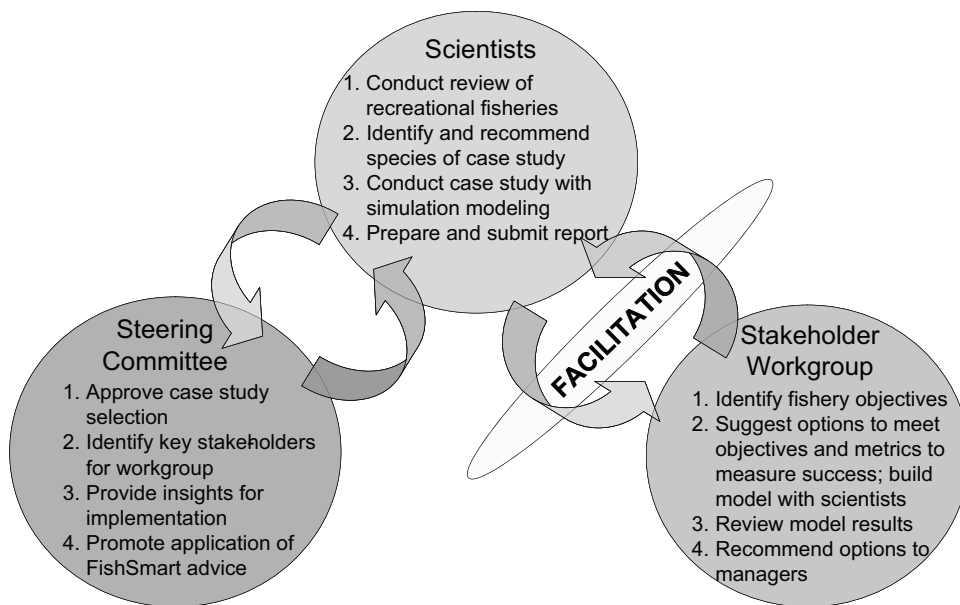 Scientists
1. Conduct review of
recreational fisheries
2. Identify and recommend
species of case study
3. Conduct case study with
simulation modeling
4. Prepare and submit report
FACILITATION
Steering
Committee
1. Approve case study
selection
2. Identify key stakeholders
for workgroup
3. Provide insights for
implementation
4. Promote application of
FishSmart advice
Stakeholder
Workgroup
1. Identify fishery objectives
2. Suggest options to meet
objectives and metrics to
measure success; build
model with scientists
3. Review model results
4. Recommend options to
managers